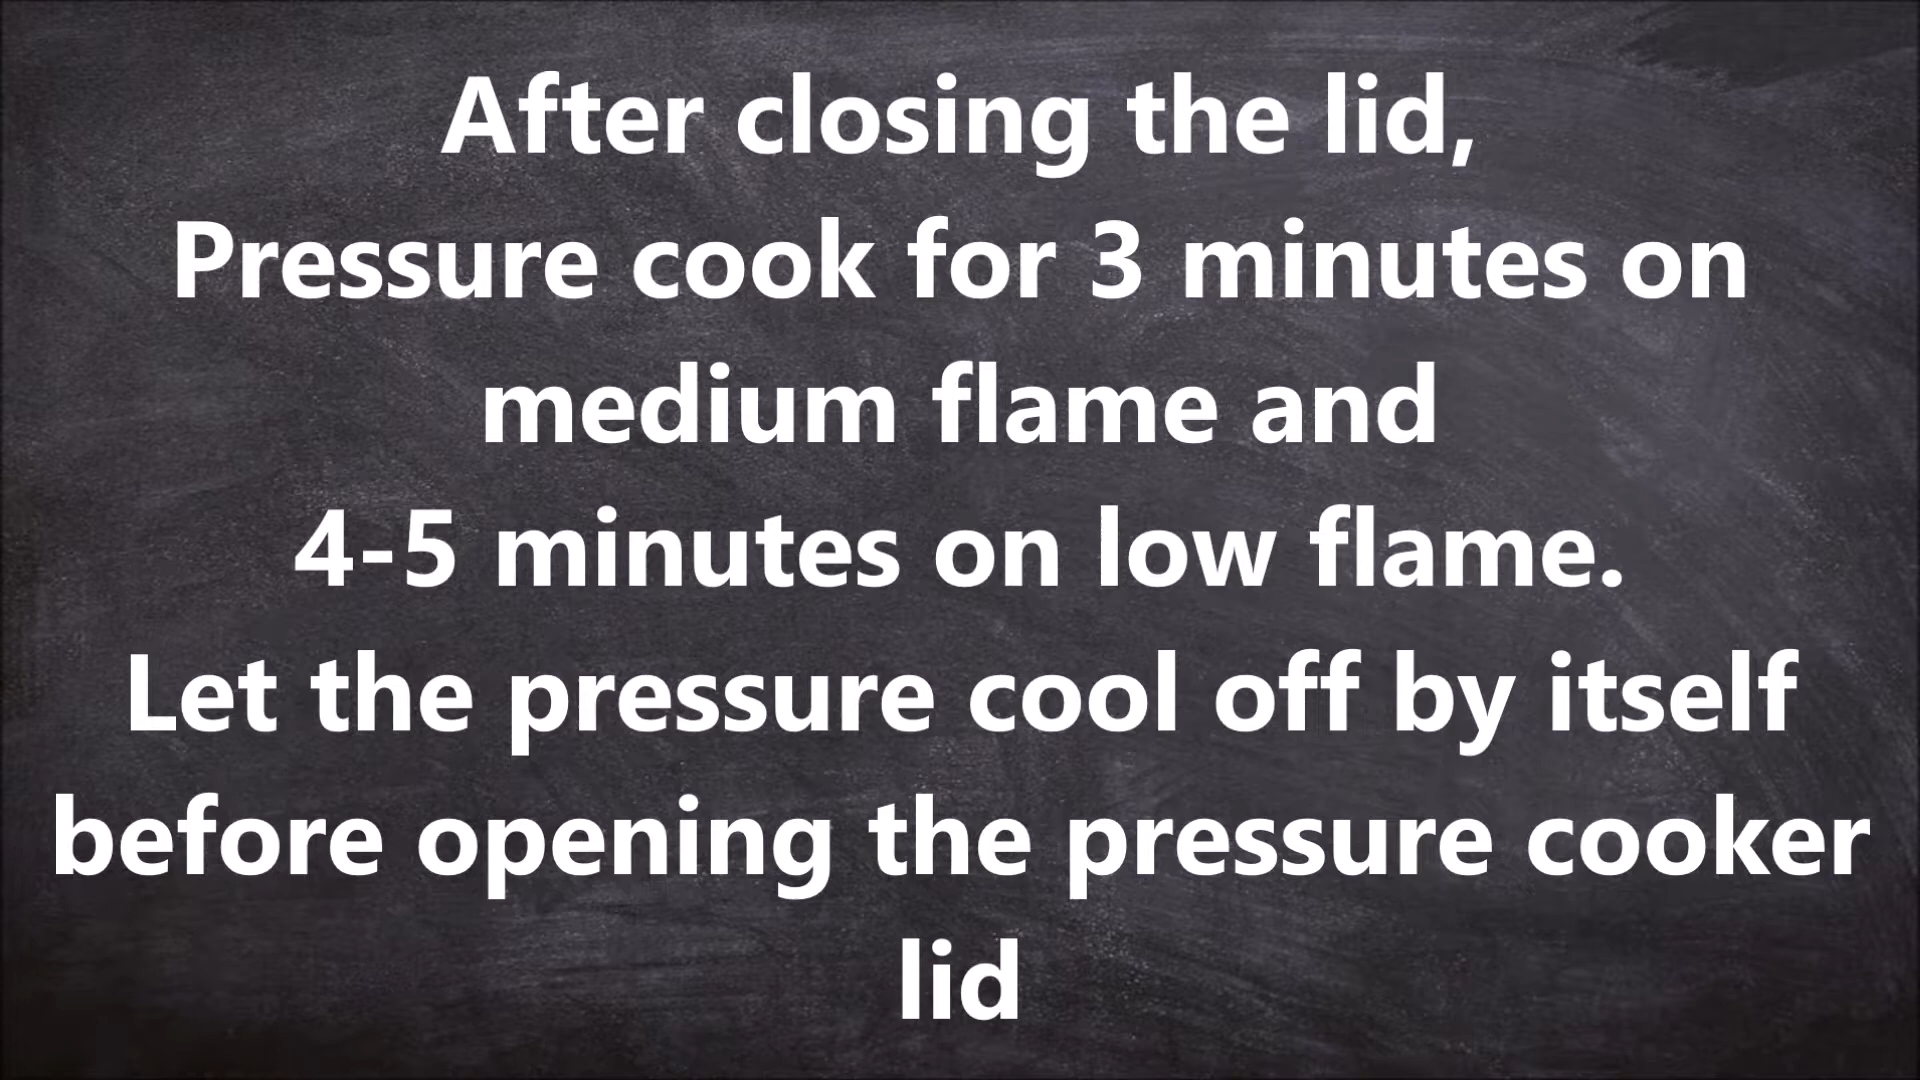 After closing the lid,
Pressure cook for 3 minutes on
medium flame and
4-5 minutes on low flame.
Let the pressure cool off by itself
before opening the pressure cooker
lid